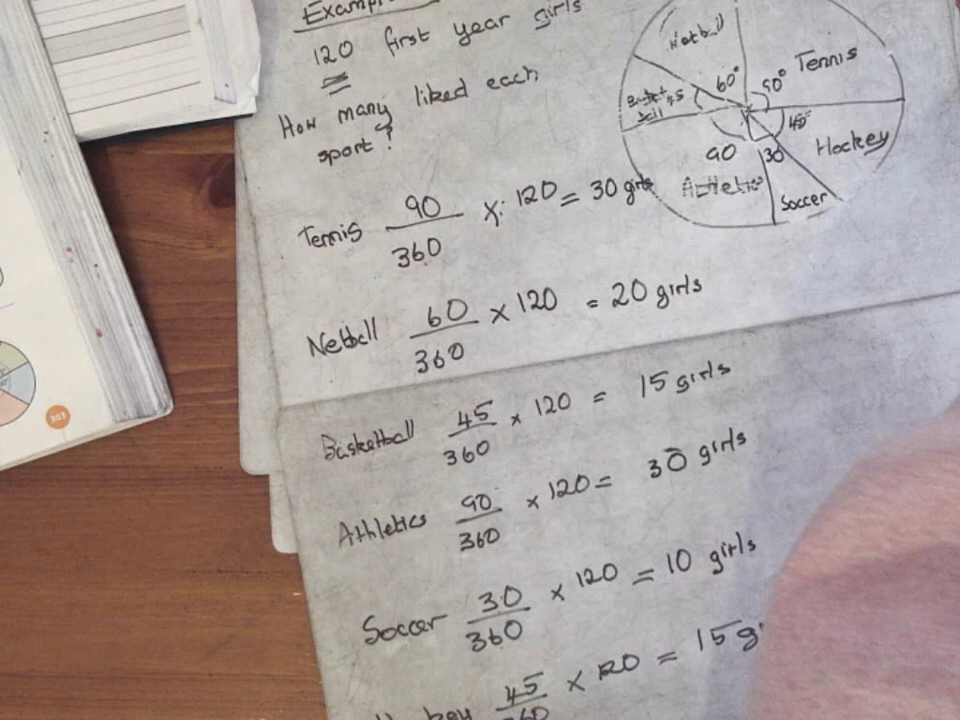 Example
120 first year girls
How many liked each
sport?
Netball
60°
90°
Tennis
45
45°
Hockey
90
30
Athletics
Soccer
Tennis 90/360 x 120 = 30 girls
Netball 60/360 x 120 = 20 girls
Basketball 45/360 x 120 = 15 girls
Athletics 90/360 x 120 = 30 girls
Soccer 30/360 x 120 = 10 girls
45/360 x 120 = 15